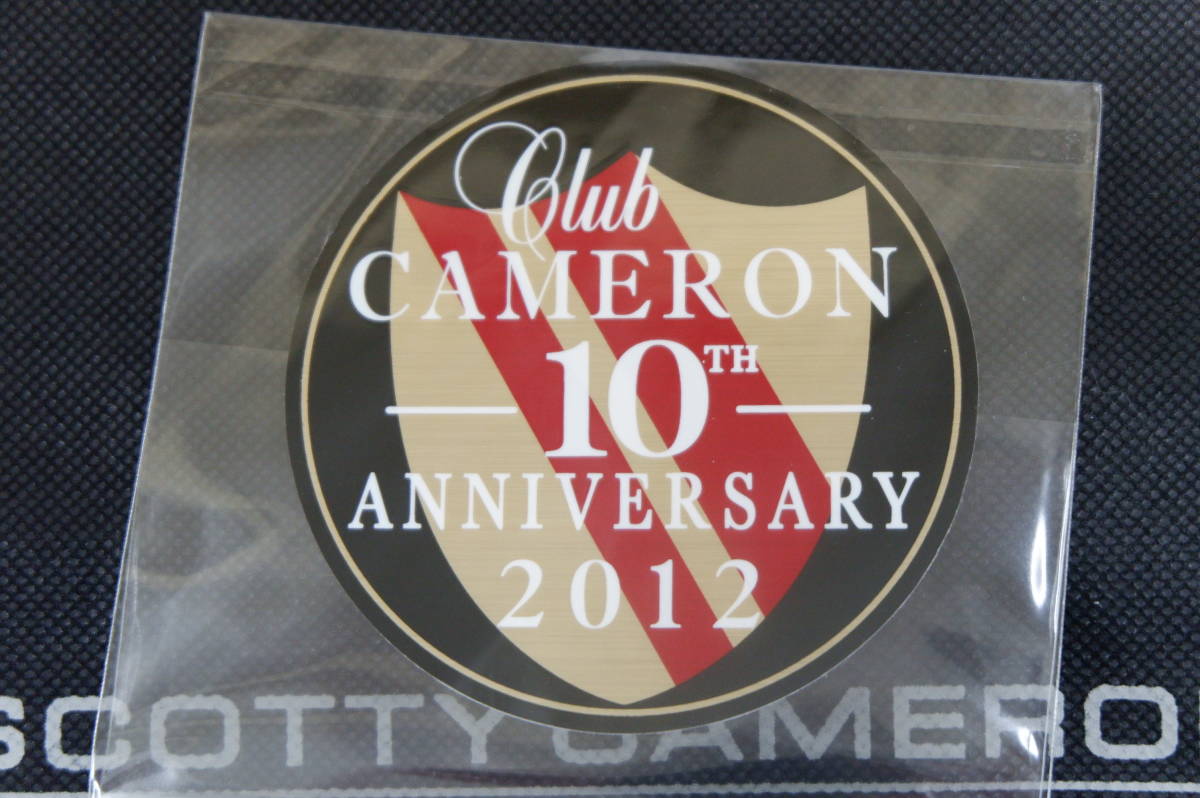 Club
CAMERON
10TH
ANNIVERSARY
2012
SCOTTY CAMERO